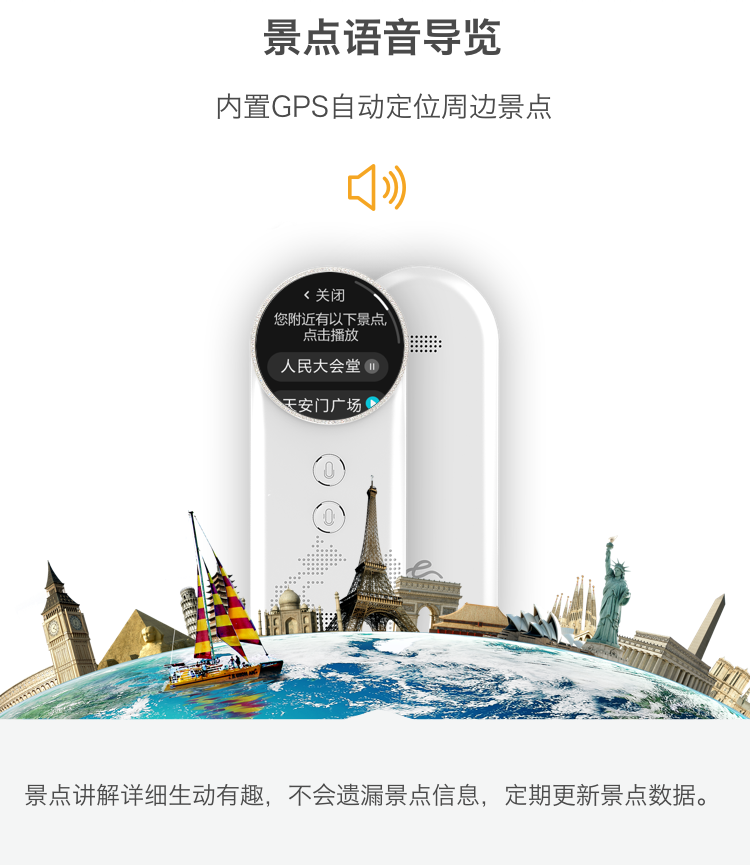 景点语音导览
内置GPS自动定位周边景点
关闭
您附近有以下景点,
点击播放
人民大会堂
天安门广场
景点讲解详细生动有趣，不会遗漏景点信息，定期更新景点数据。